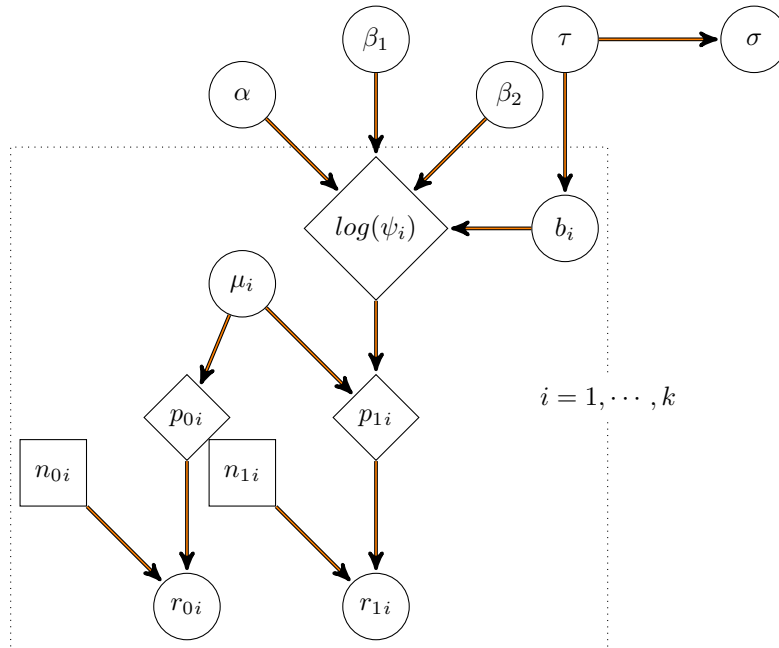 β₁
τ
σ
α
β₂
log(ψᵢ)
bᵢ
μᵢ
i = 1, ⋯ , k
p₀ᵢ
p₁ᵢ
n₀ᵢ
n₁ᵢ
r₀ᵢ
r₁ᵢ